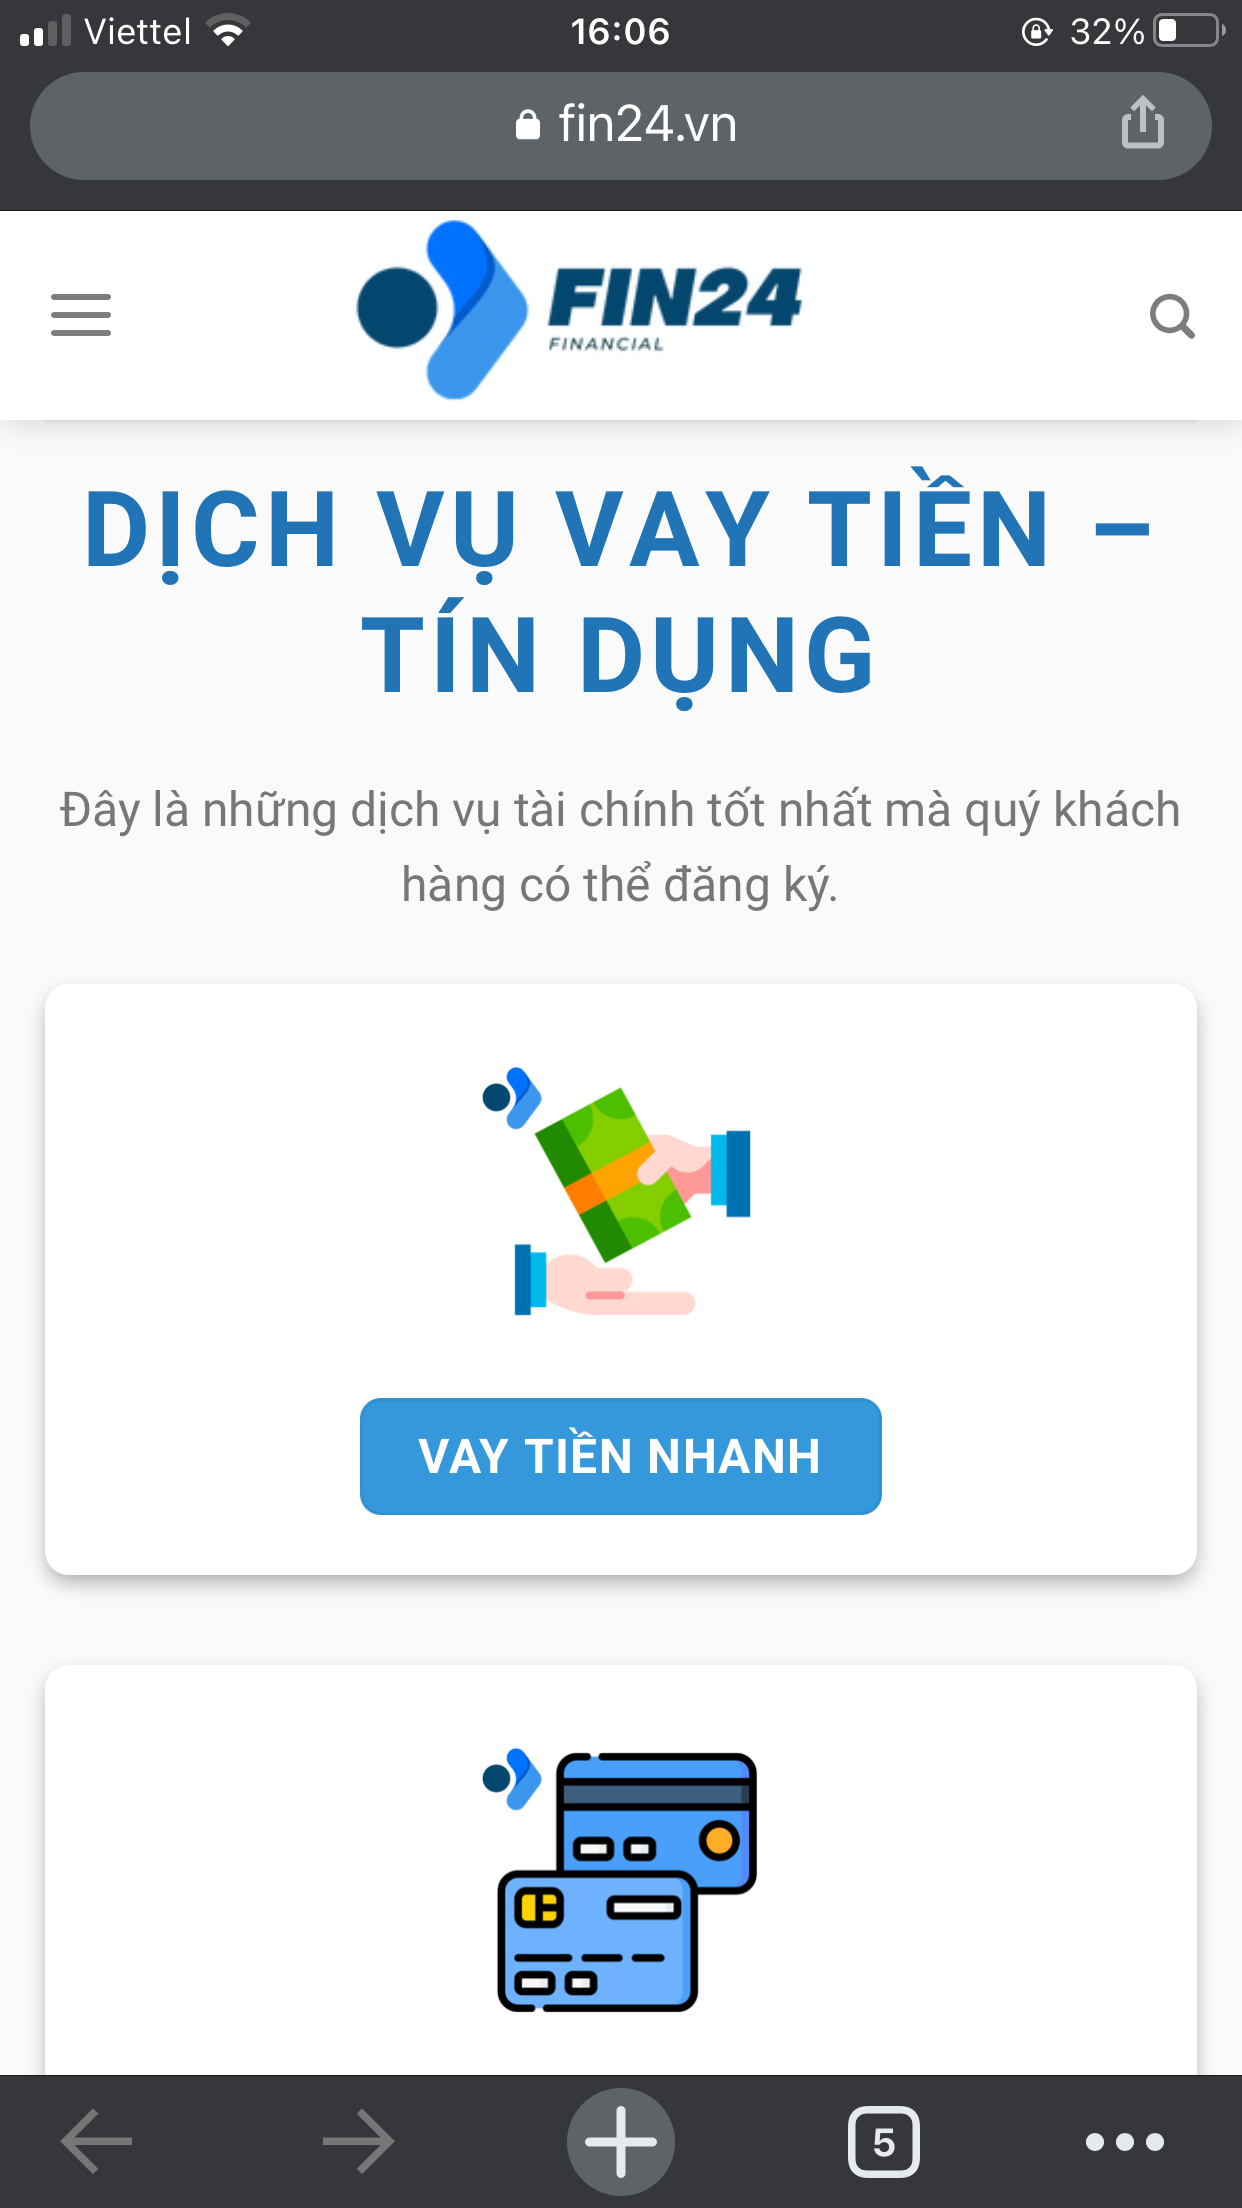 Viettel 16:06 32%
fin24.vn
FIN24
FINANCIAL
DỊCH VỤ VAY TIỀN –
TÍN DỤNG
Đây là những dịch vụ tài chính tốt nhất mà quý khách
hàng có thể đăng ký.
VAY TIỀN NHANH
5